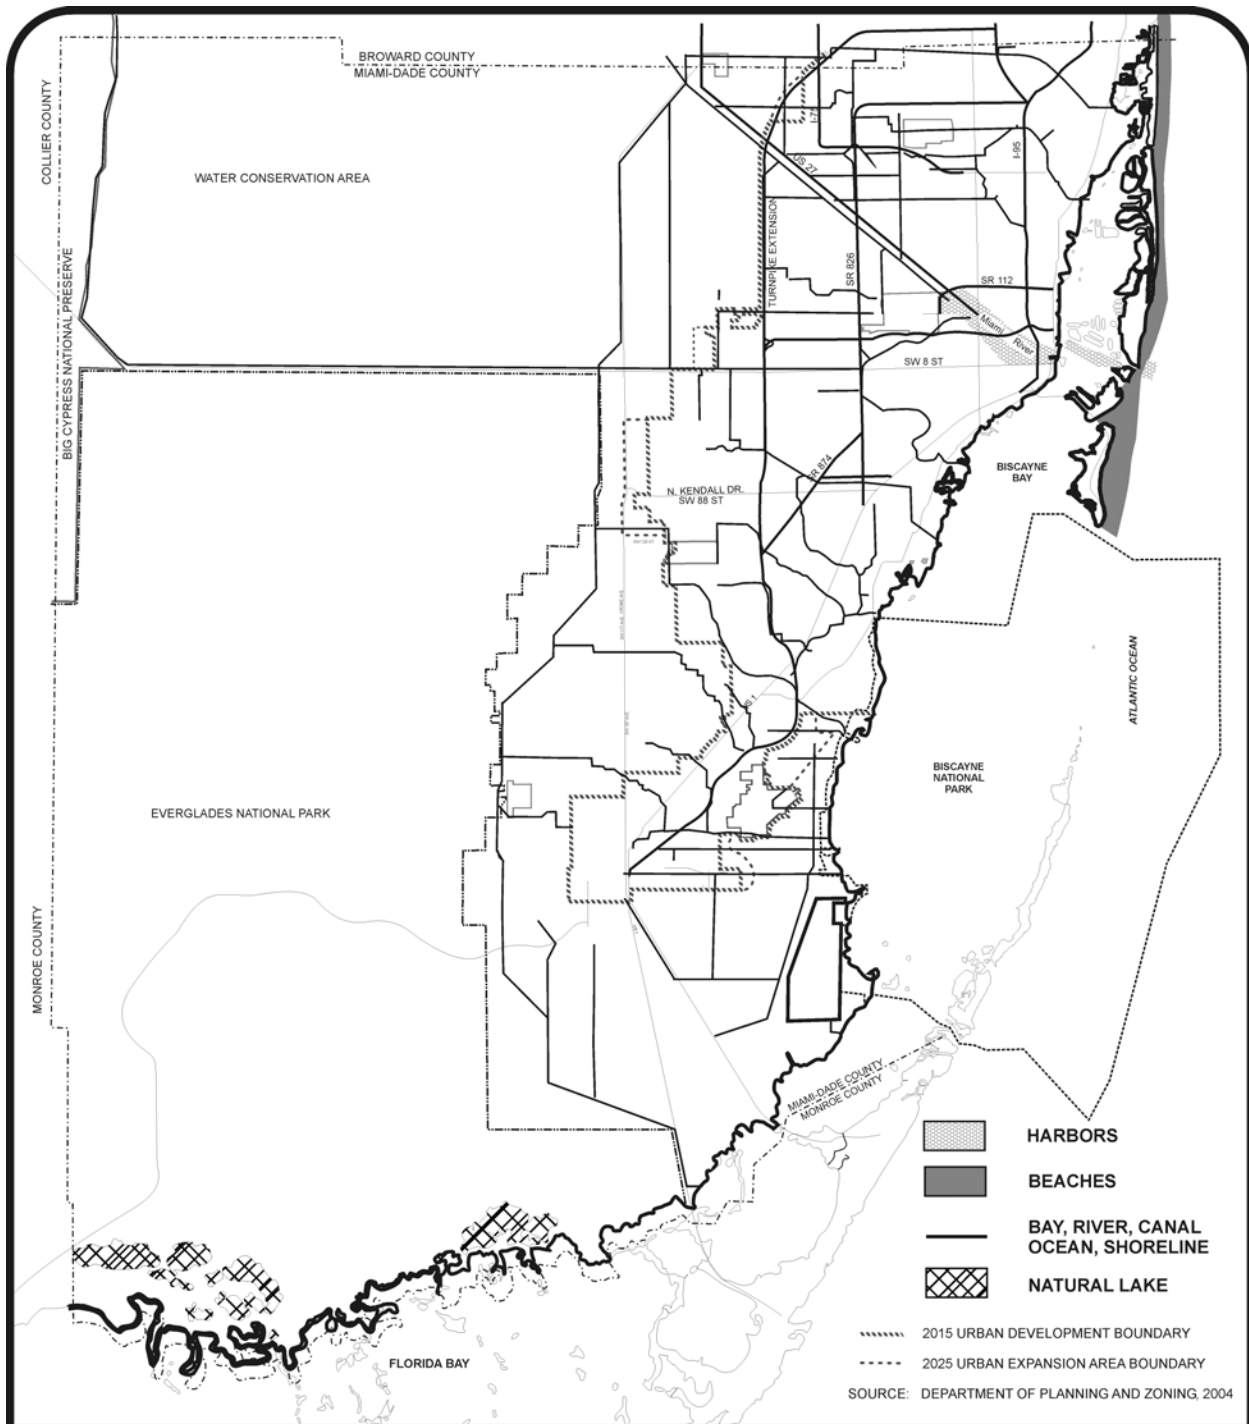 BROWARD COUNTY
MIAMI-DADE COUNTY
COLLIER COUNTY
WATER CONSERVATION AREA
I-75
I-95
US 27
TURNPIKE EXTENSION
SR 826
SR 112
Miami
River
SW 8 ST
BIG CYPRESS NATIONAL PRESERVE
SR 874
BISCAYNE
BAY
N. KENDALL DR.
SW 88 ST
ATLANTIC OCEAN
US 1
BISCAYNE
NATIONAL
PARK
EVERGLADES NATIONAL PARK
MONROE COUNTY
MIAMI-DADE COUNTY
MONROE COUNTY
HARBORS
BEACHES
BAY, RIVER, CANAL
OCEAN, SHORELINE
NATURAL LAKE
2015 URBAN DEVELOPMENT BOUNDARY
2025 URBAN EXPANSION AREA BOUNDARY
FLORIDA BAY
SOURCE: DEPARTMENT OF PLANNING AND ZONING, 2004